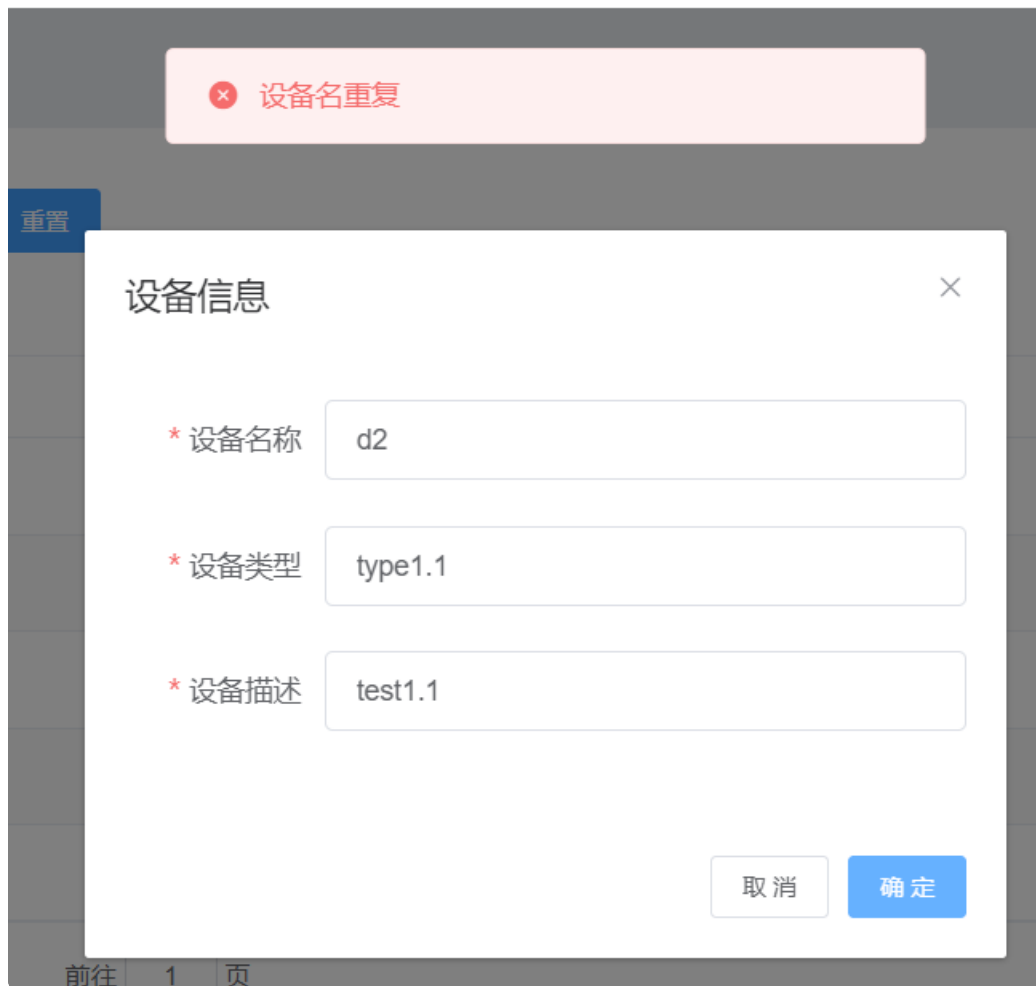 设备名重复
重置
设备信息
* 设备名称 d2
* 设备类型 type1.1
* 设备描述 test1.1
取消 确定
前往 1 页